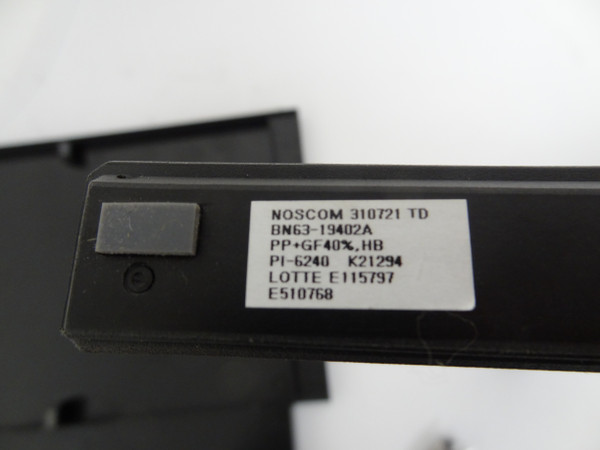 NOSCOM 310721 TD
BN63-19402A
PP+GF40%,HB
PI-6240 K21294
LOTTE E115797
E510768